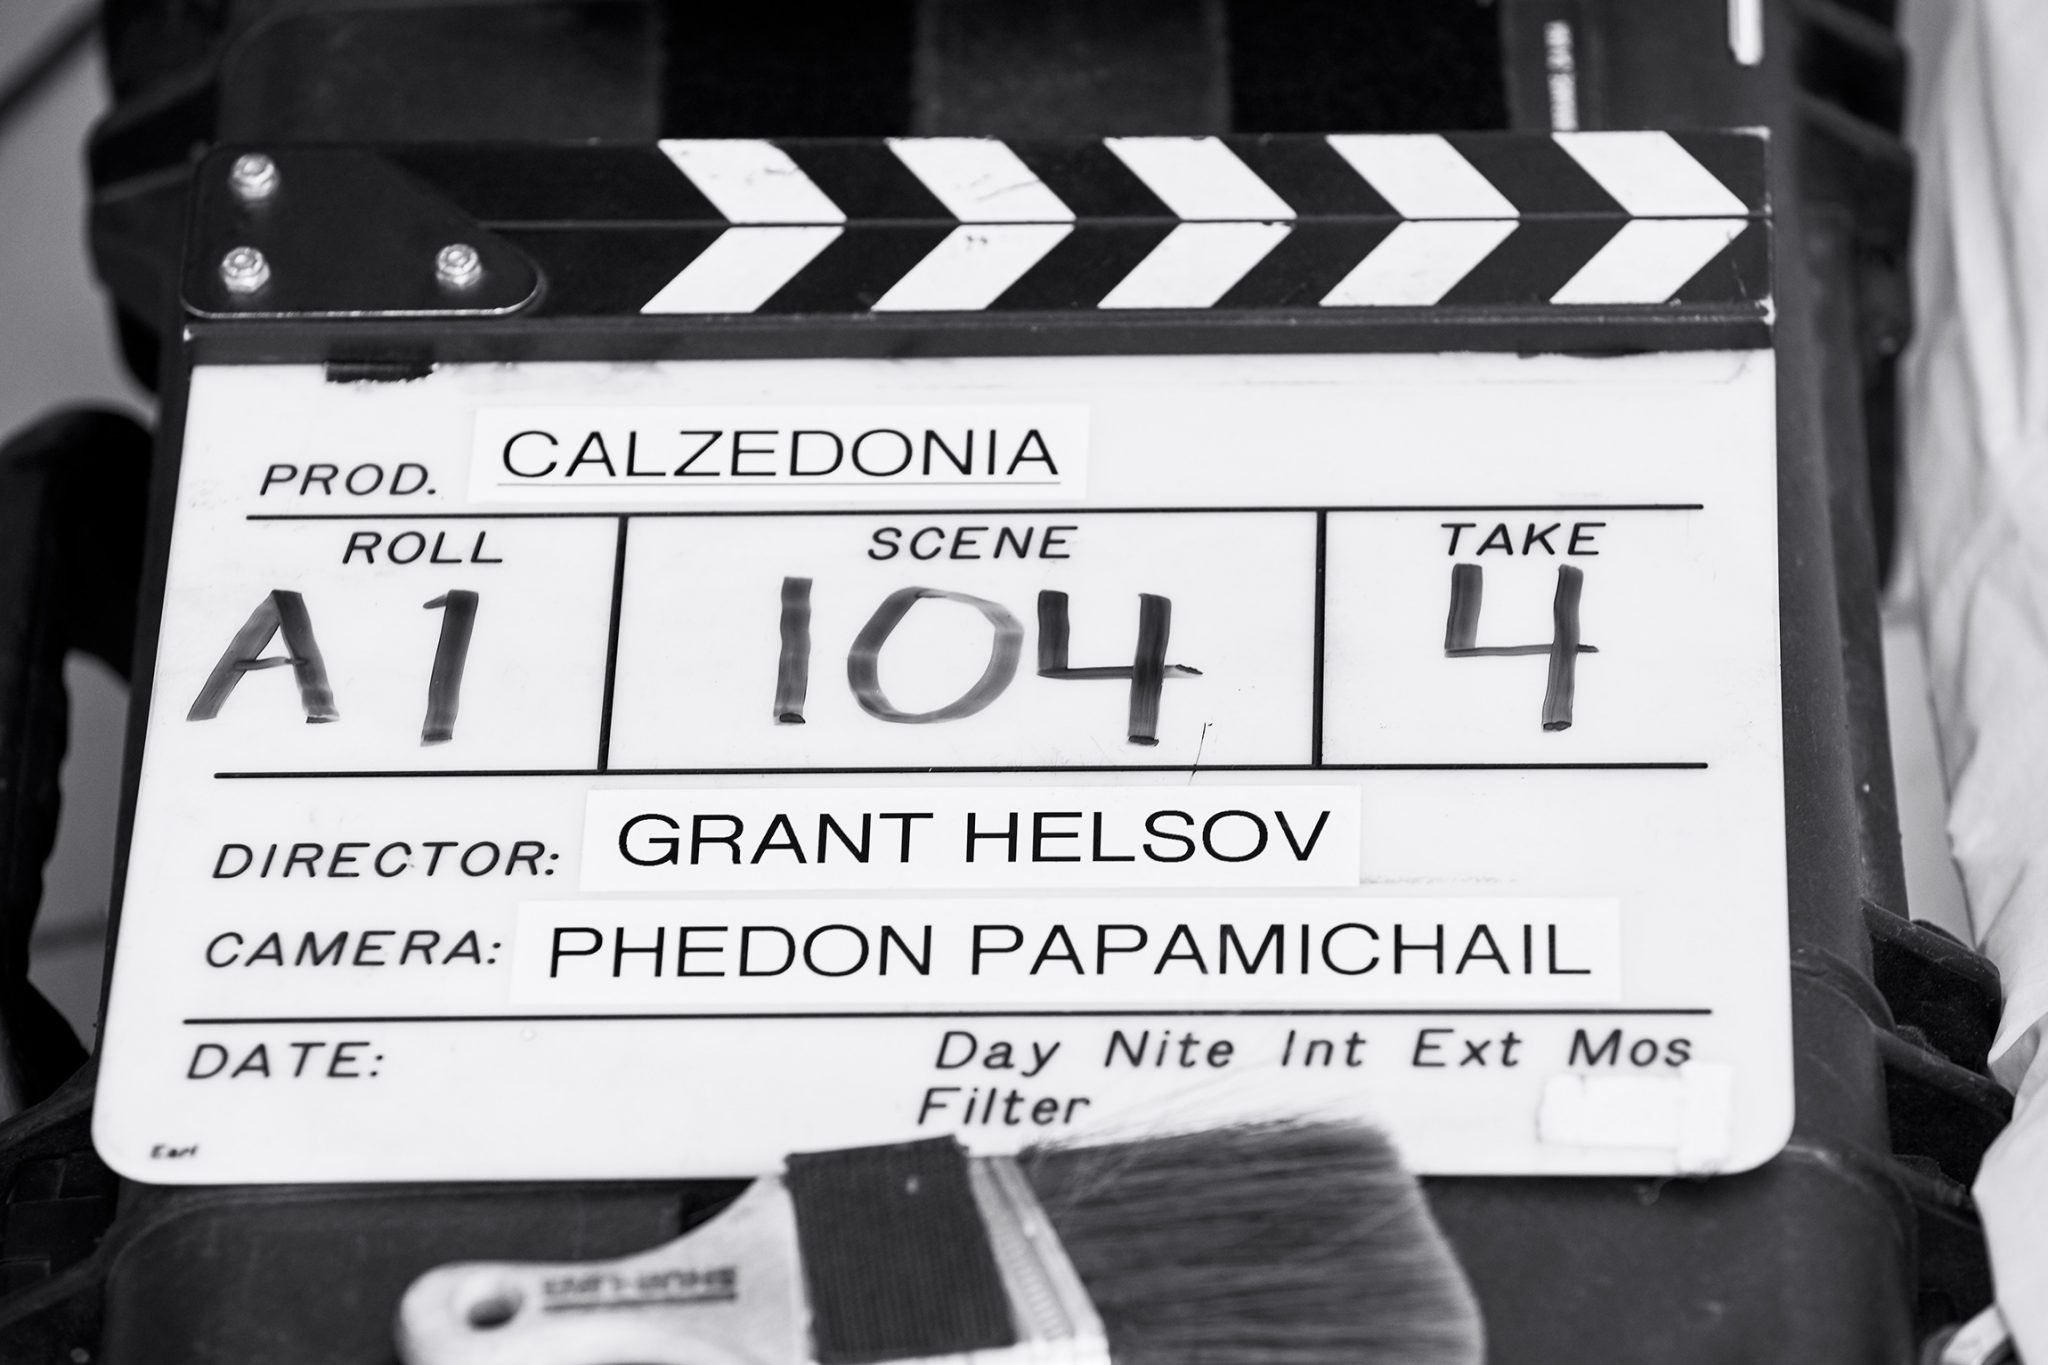 PROD. CALZEDONIA
ROLL SCENE TAKE
A1 104 4
DIRECTOR: GRANT HELSOV
CAMERA: PHEDON PAPAMICHAIL
DATE: Day Nite Int Ext Mos
Filter
Earl